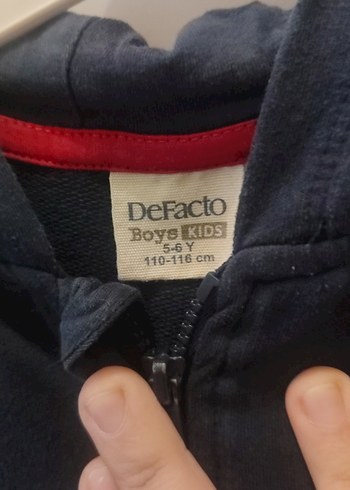 DeFacto
Boys KIDS
5-6 Y
110-116 cm